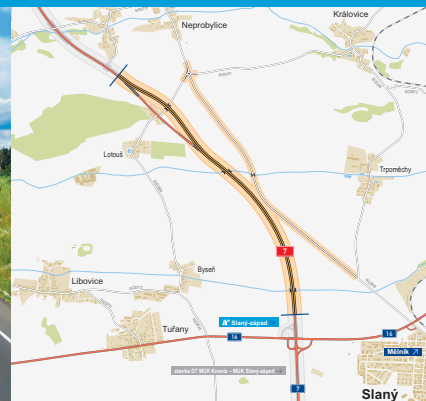 Neprobylice
Královice
Lotouš
Trpoměchy
7
Byseň
Libovice
Slaný-západ
Tuřany
16
16
Mělník
stavba D7 MÚK Knovíz – MÚK Slaný-západ
7
Slaný